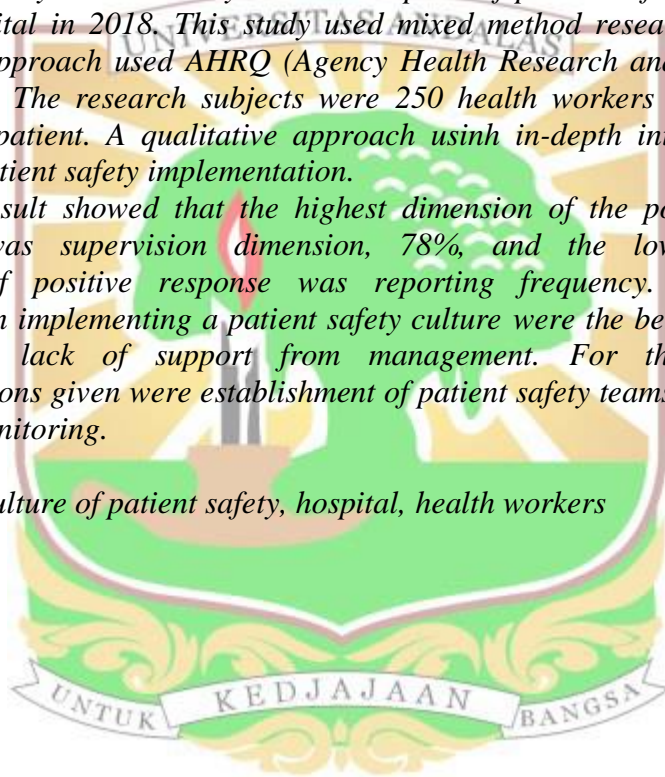 ital in 2018. This study used mixed method resea
UNIVERSITAS ANDALAS
pproach used AHRQ (Agency Health Research and
The research subjects were 250 health workers
patient. A qualitative approach usinh in-depth in
tient safety implementation.
sult showed that the highest dimension of the po
was supervision dimension, 78%, and the low
f positive response was reporting frequency.
n implementing a patient safety culture were the be
lack of support from management. For th
ons given were establishment of patient safety teams
nitoring.
ulture of patient safety, hospital, health workers
UNTUK KEDJAJAAN BANGSA